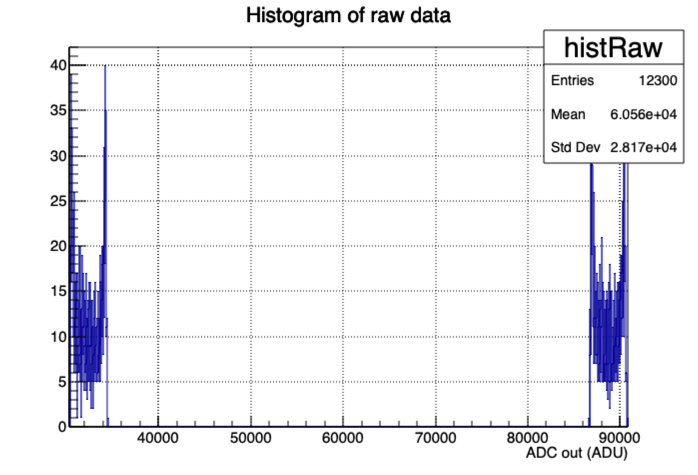 Histogram of raw data
histRaw
Entries 12300
Mean 6.056e+04
Std Dev 2.817e+04
40
35
30
25
20
15
10
5
0
40000 50000 60000 70000 80000 90000
ADC out (ADU)